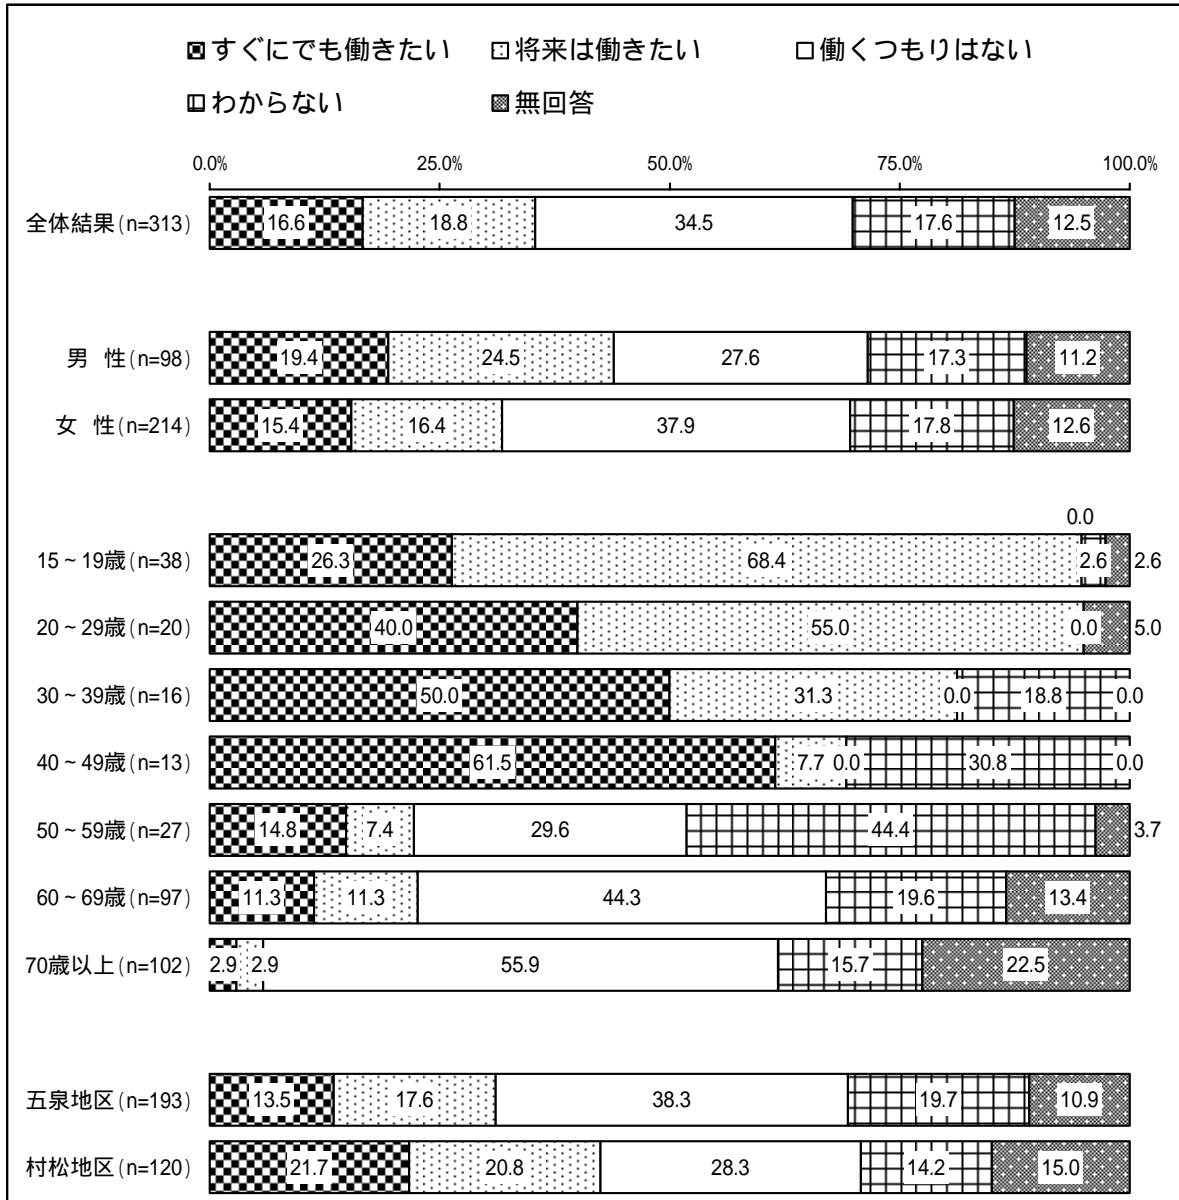 すぐにでも働きたい 将来は働きたい 働くつもりはない
わからない 無回答
0.0% 25.0% 50.0% 75.0% 100.0%
全体結果(n=313) 16.6 18.8 34.5 17.6 12.5
男 性(n=98) 19.4 24.5 27.6 17.3 11.2
女 性(n=214) 15.4 16.4 37.9 17.8 12.6
0.0
15~19歳(n=38) 26.3 68.4 2.6 2.6
20~29歳(n=20) 40.0 55.0 0.0 5.0
30~39歳(n=16) 50.0 31.3 0.0 18.8 0.0
40~49歳(n=13) 61.5 7.7 0.0 30.8 0.0
50~59歳(n=27) 14.8 7.4 29.6 44.4 3.7
60~69歳(n=97) 11.3 11.3 44.3 19.6 13.4
70歳以上(n=102) 2.9 2.9 55.9 15.7 22.5
五泉地区(n=193) 13.5 17.6 38.3 19.7 10.9
村松地区(n=120) 21.7 20.8 28.3 14.2 15.0